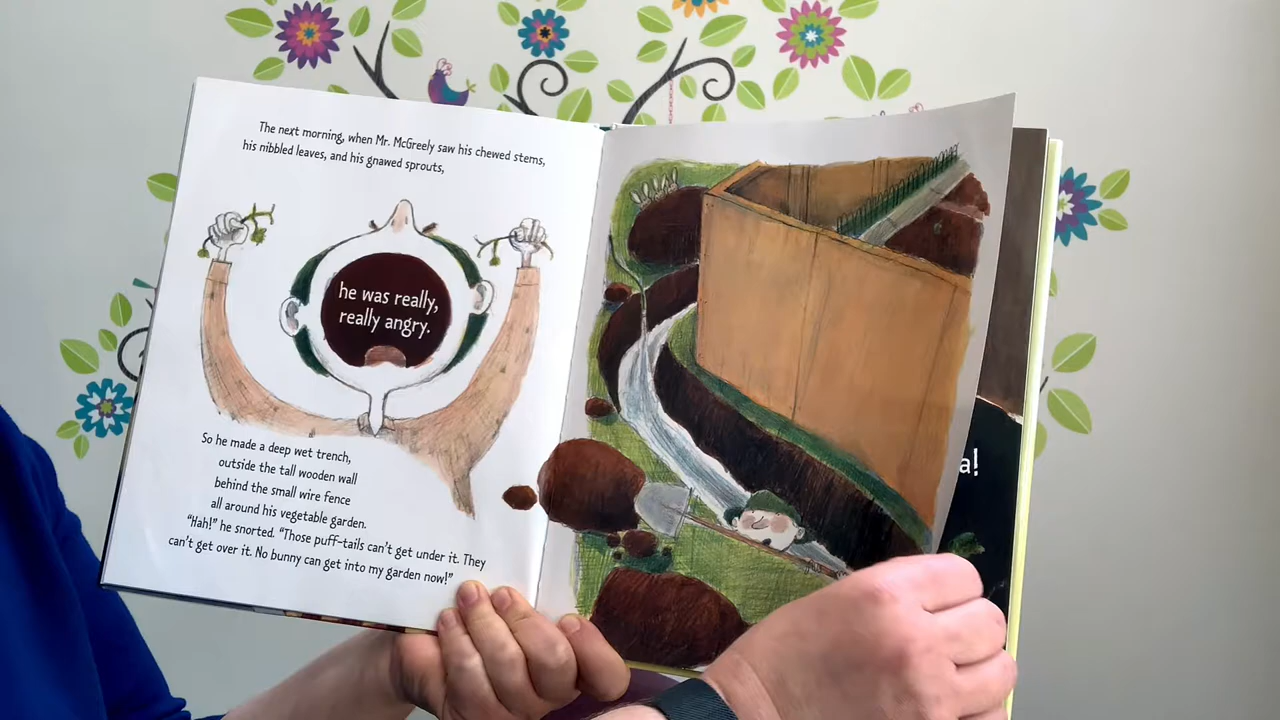 The next morning, when Mr. McGreely saw his chewed stems,
his nibbled leaves, and his gnawed sprouts,
he was really,
really angry.
So he made a deep wet trench,
outside the tall wooden wall
behind the small wire fence
all around his vegetable garden.
"Hah!" he snorted. "Those puff-tails can't get under it. They
can't get over it. No bunny can get into my garden now!"
a!